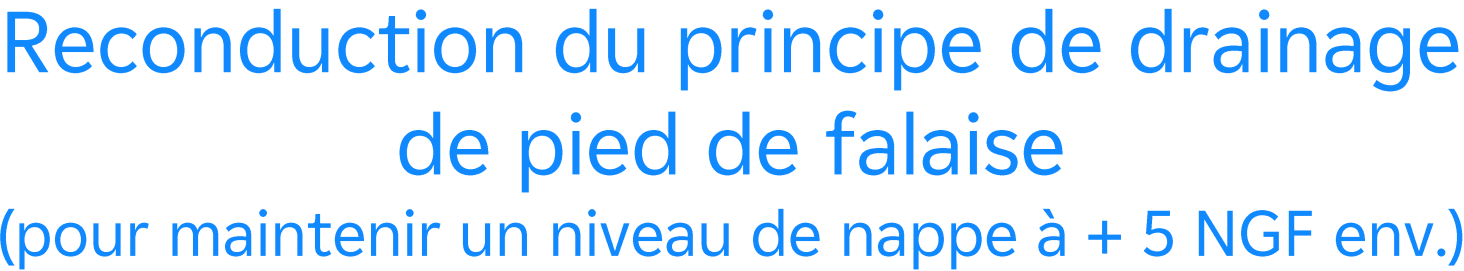 Reconduction du principe de drainage
de pied de falaise
(pour maintenir un niveau de nappe à + 5 NGF env.)